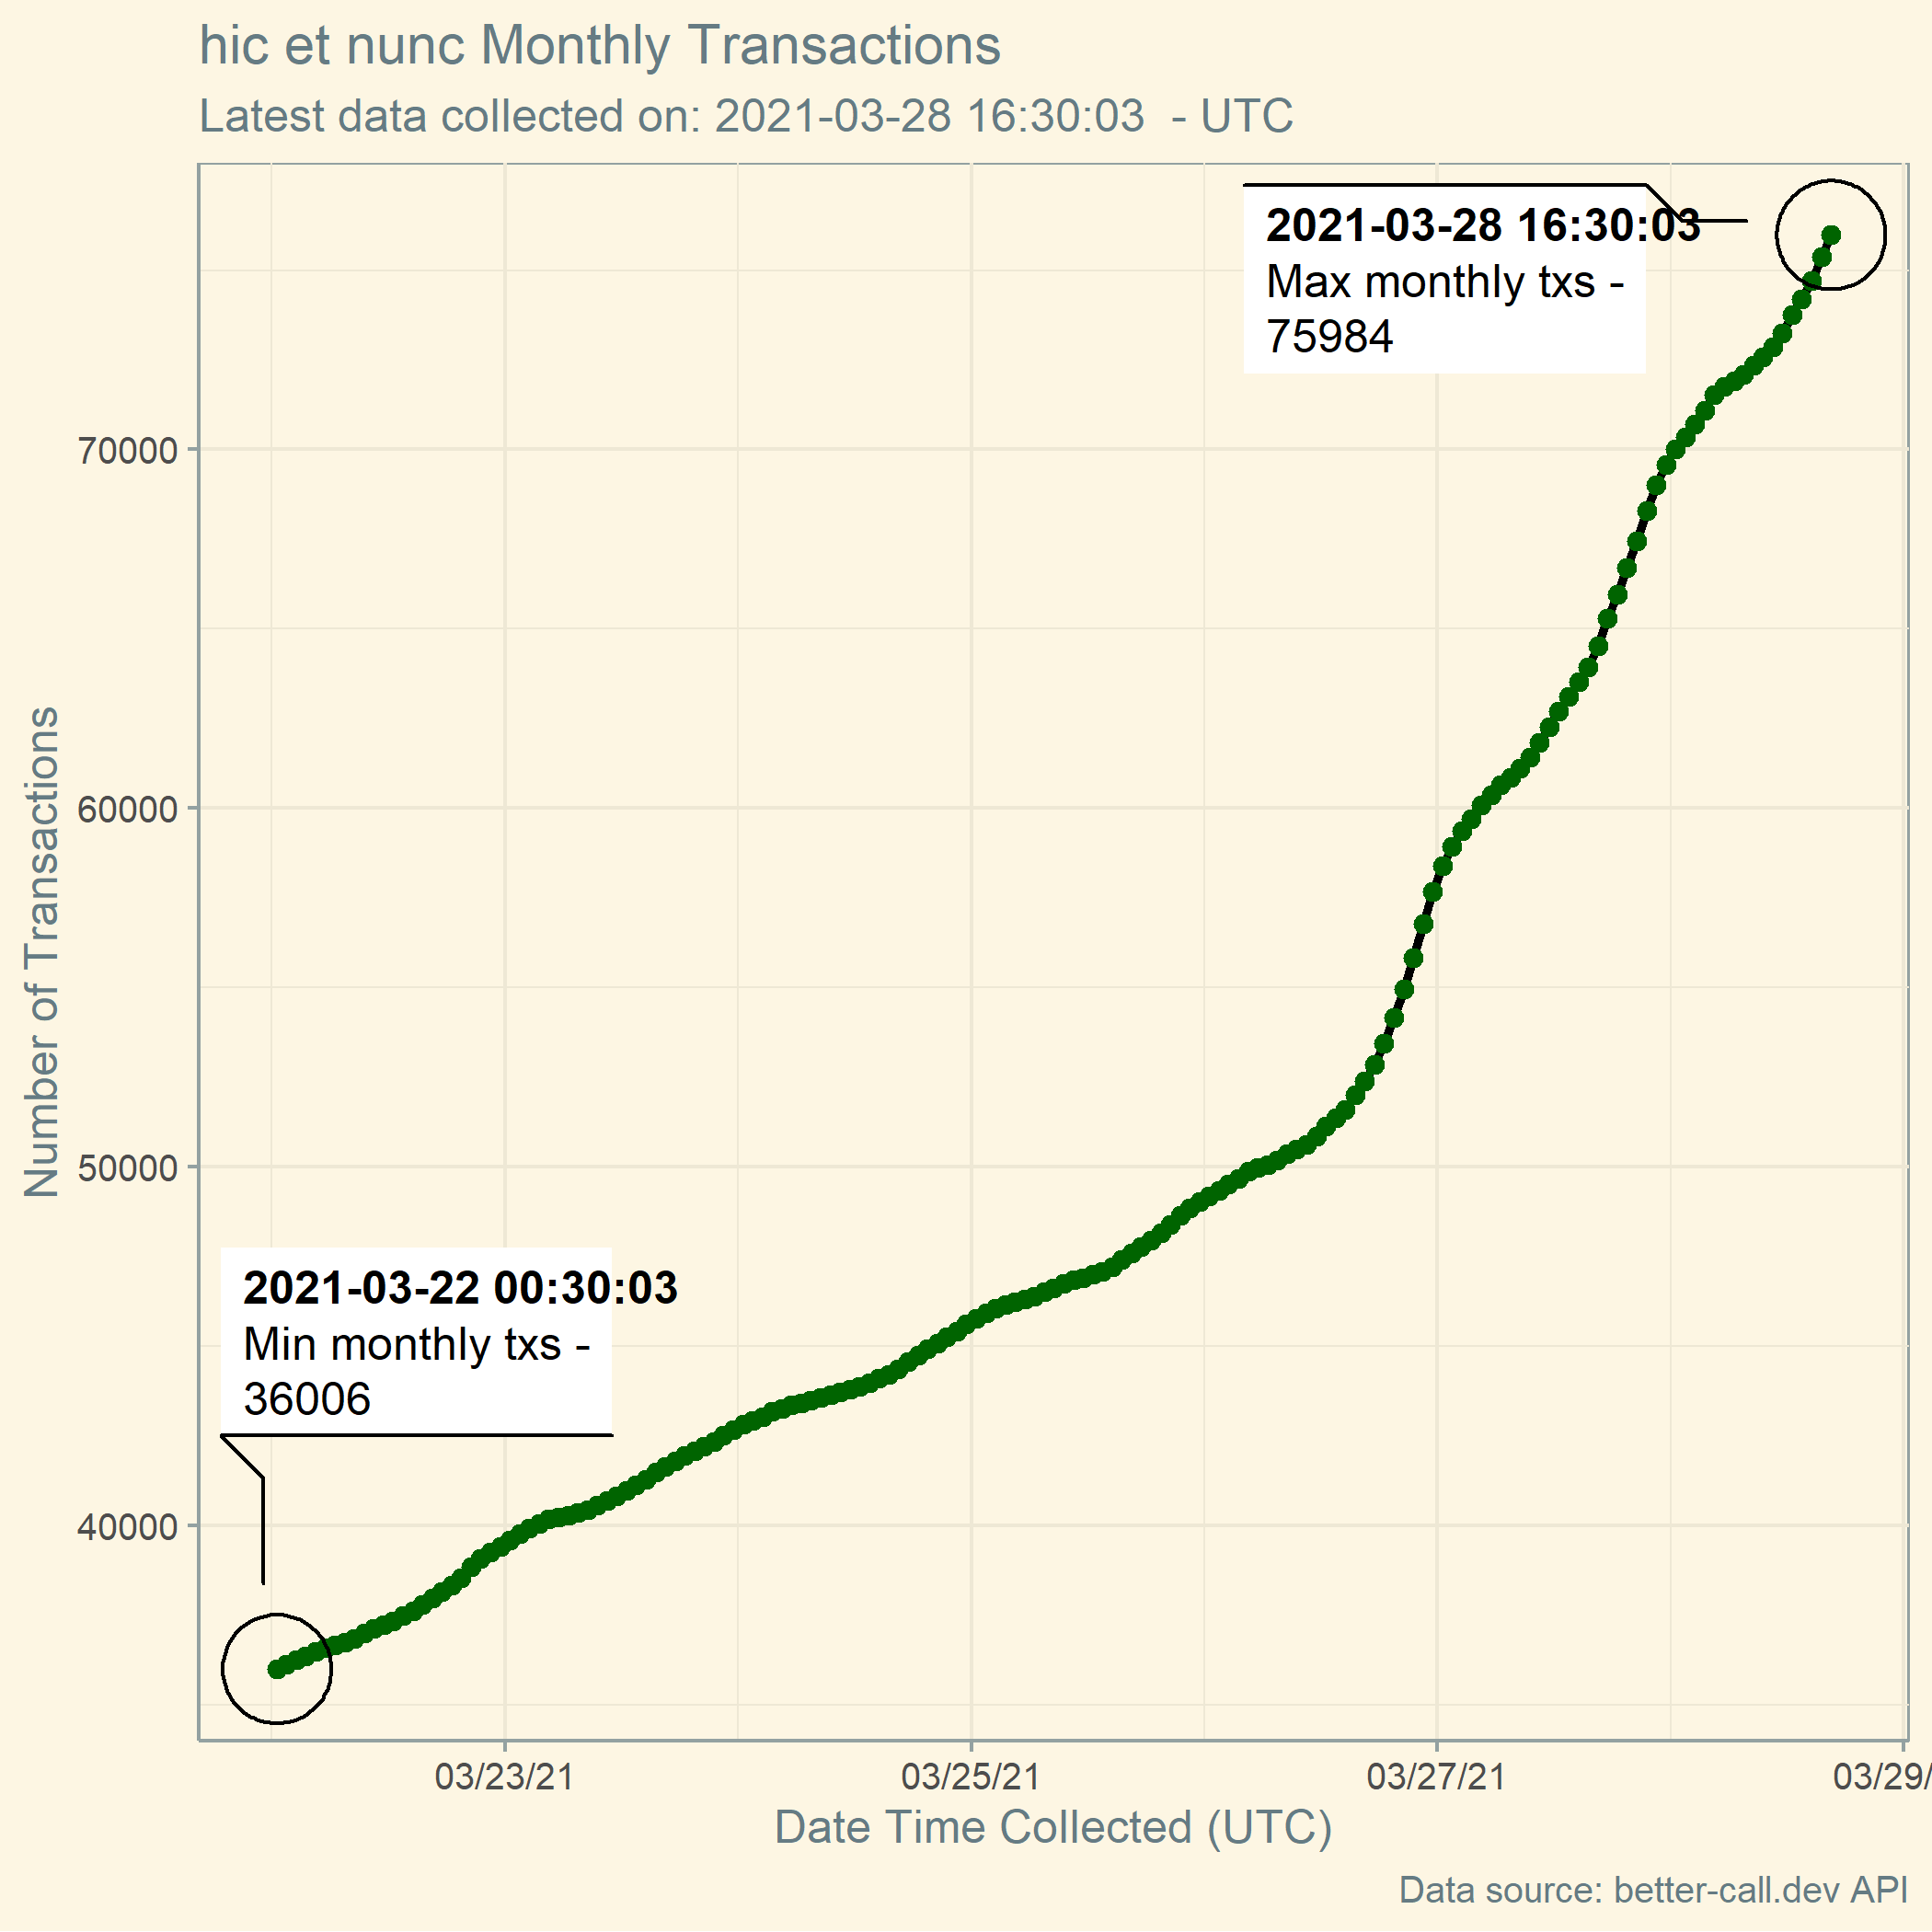 hic et nunc Monthly Transactions
Latest data collected on: 2021-03-28 16:30:03  - UTC
2021-03-28 16:30:03
Max monthly txs -
75984
70000
60000
50000
40000
Number of Transactions
2021-03-22 00:30:03
Min monthly txs -
36006
03/23/21 03/25/21 03/27/21 03/29/
Date Time Collected (UTC)
Data source: better-call.dev API